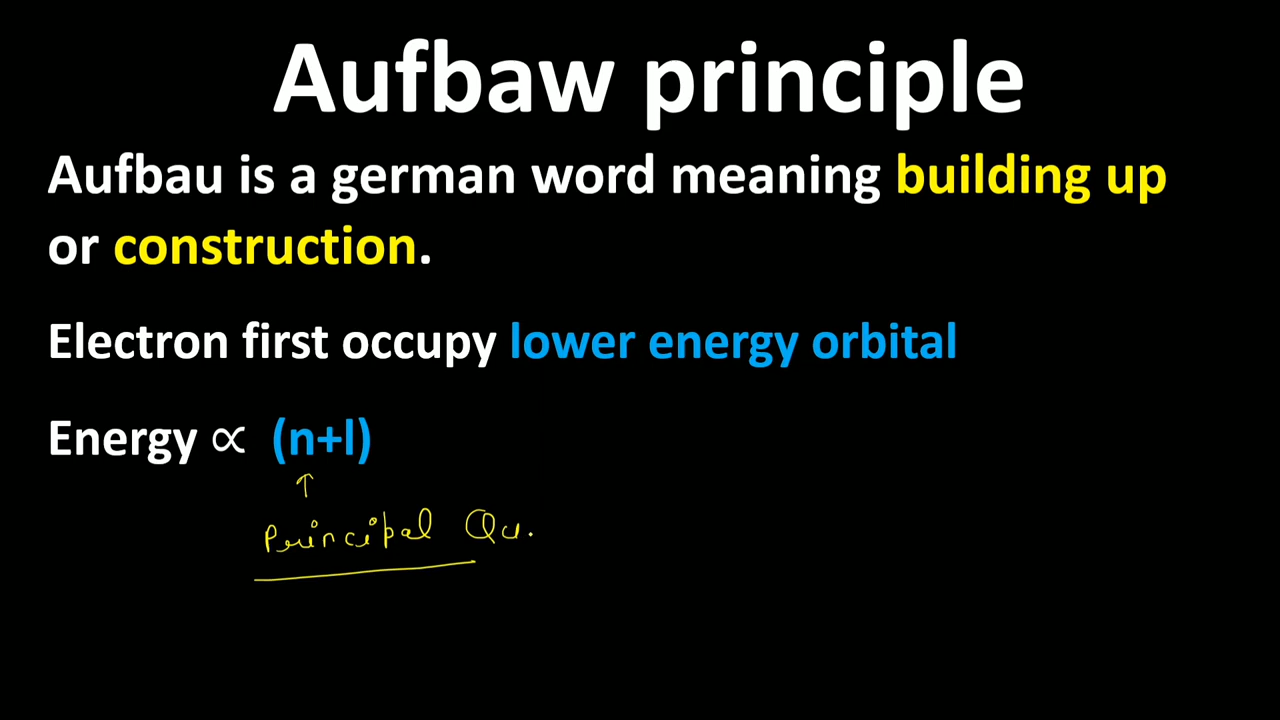 Aufbaw principle
Aufbau is a german word meaning building up
or construction.
Electron first occupy lower energy orbital
Energy ∝ (n+l)
↑
Principal Qu.